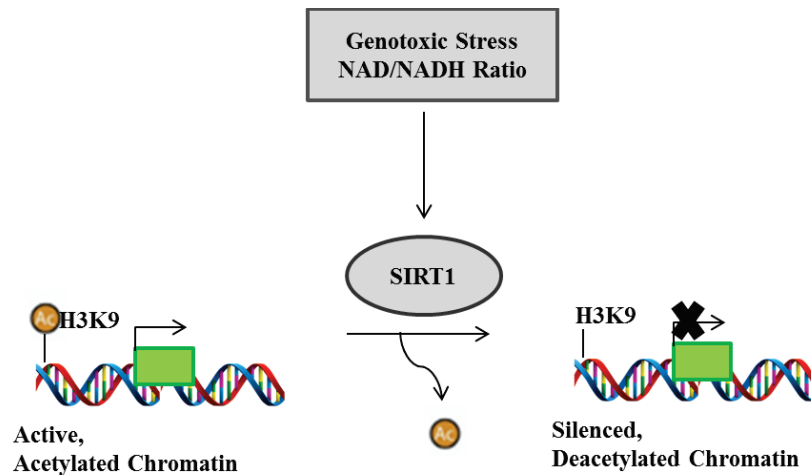 Genotoxic Stress
NAD/NADH Ratio
SIRT1
Ac
H3K9
H3K9
Ac
Active,
Acetylated Chromatin
Silenced,
Deacetylated Chromatin